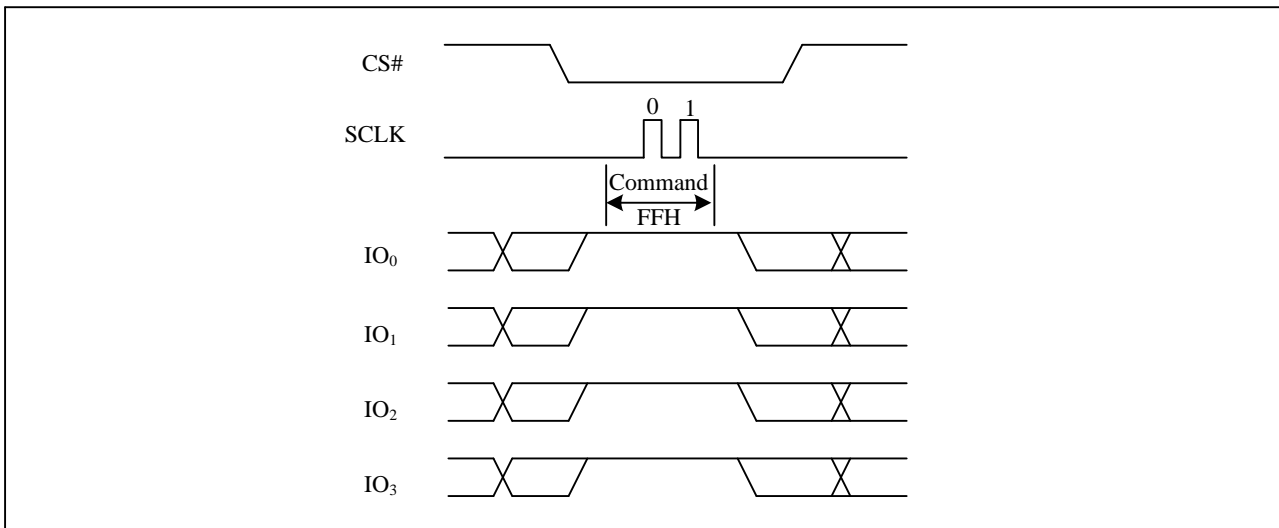 CS#
0 1
SCLK
Command
FFH
IO₀
IO₁
IO₂
IO₃